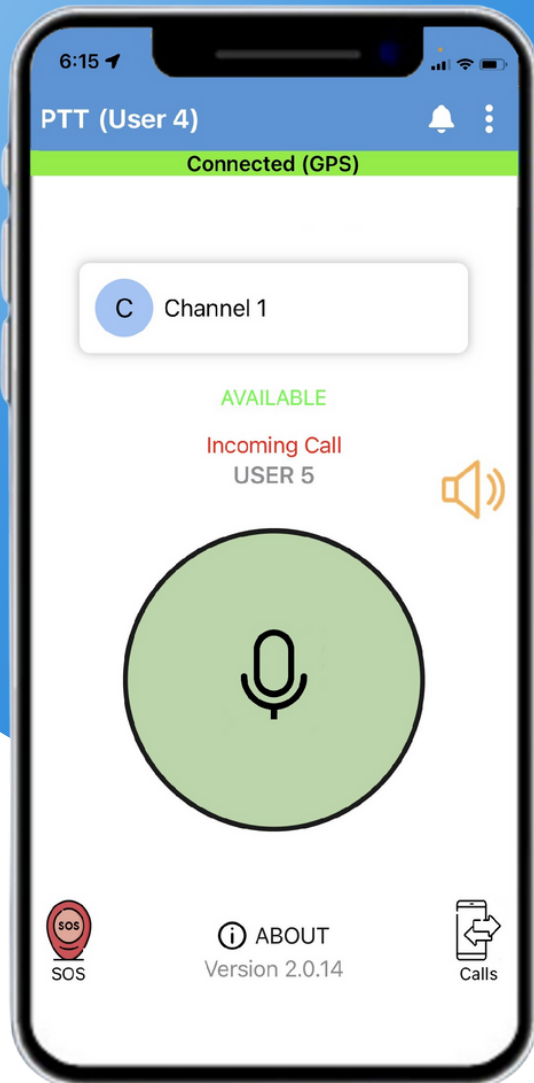 6:15
PTT (User 4)
Connected (GPS)
C Channel 1
AVAILABLE
Incoming Call
USER 5
SOS
SOS
ABOUT
Version 2.0.14
Calls